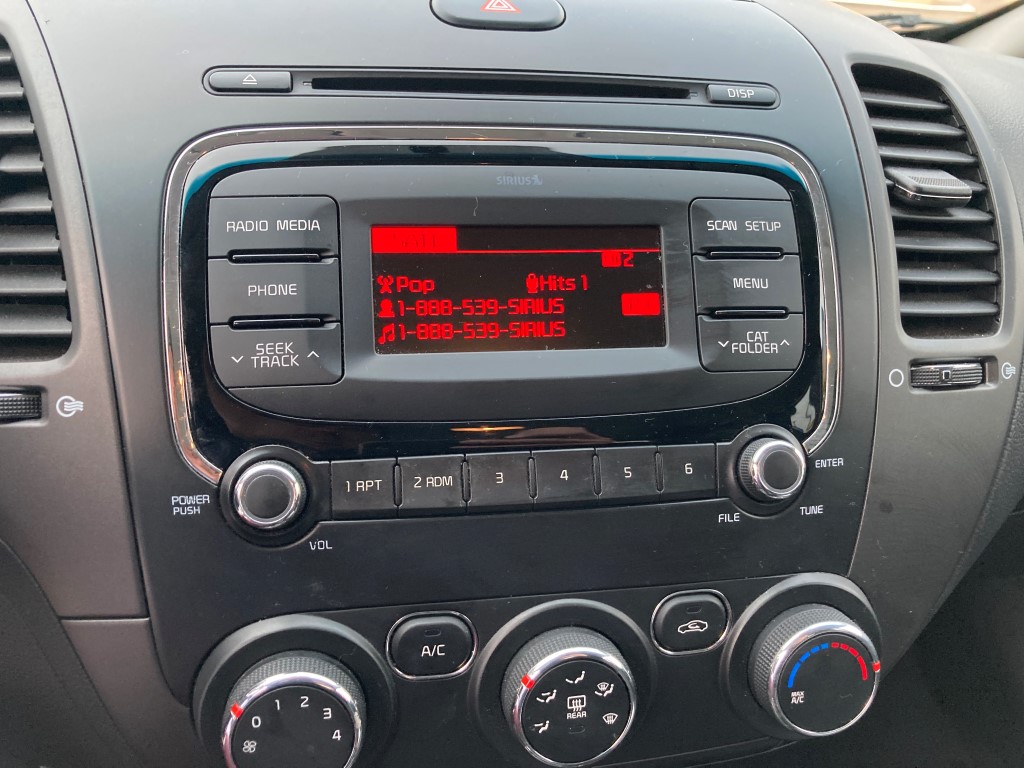 DISP
SIRIUS
RADIO MEDIA
SCAN SETUP
2
PHONE
MENU
Pop Hits 1
1-888-539-SIRIUS
1-888-539-SIRIUS
SEEK
TRACK
CAT
FOLDER
1 RPT
2 RDM
3
4
5
6
POWER
PUSH
VOL
ENTER
FILE
TUNE
A/C
0
1
2
3
4
REAR
MAX
A/C